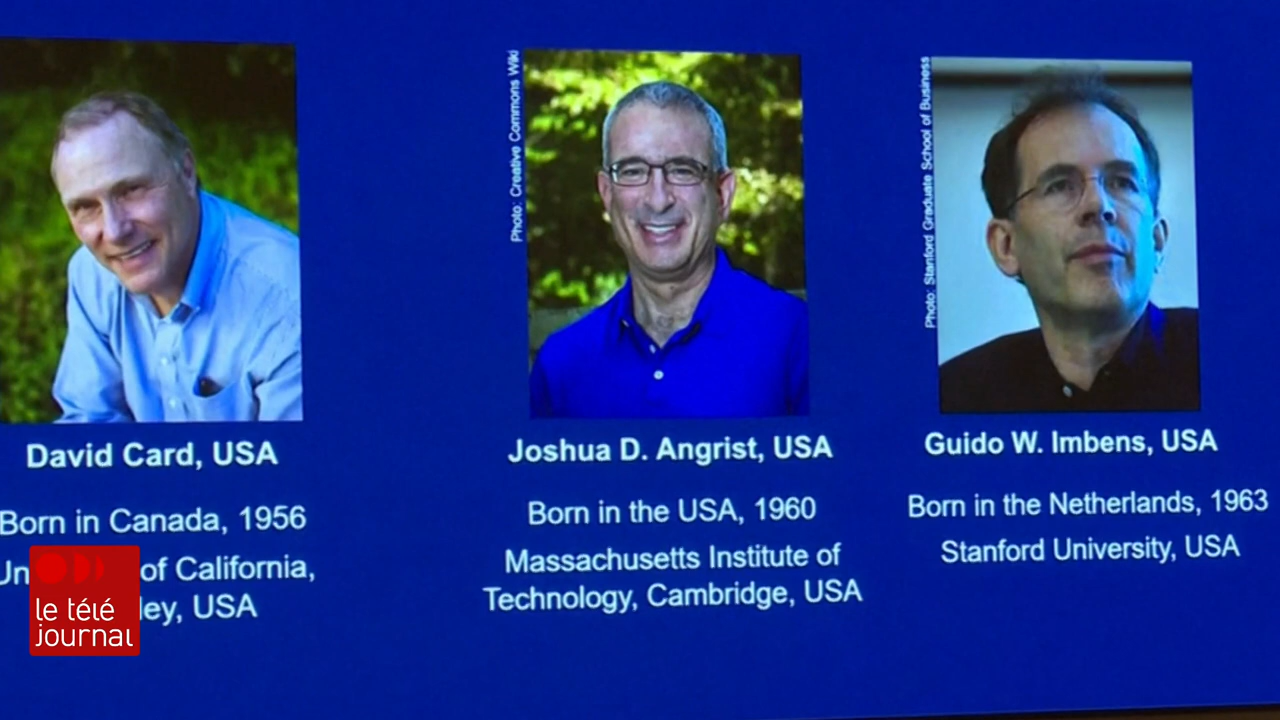 Photo: Creative Commons Wiki
Photo: Stanford Graduate School of Business
David Card, USA
Born in Canada, 1956
of California,
USA
Joshua D. Angrist, USA
Born in the USA, 1960
Massachusetts Institute of
Technology, Cambridge, USA
Guido W. Imbens, USA
Born in the Netherlands, 1963
Stanford University, USA
le télé
journal